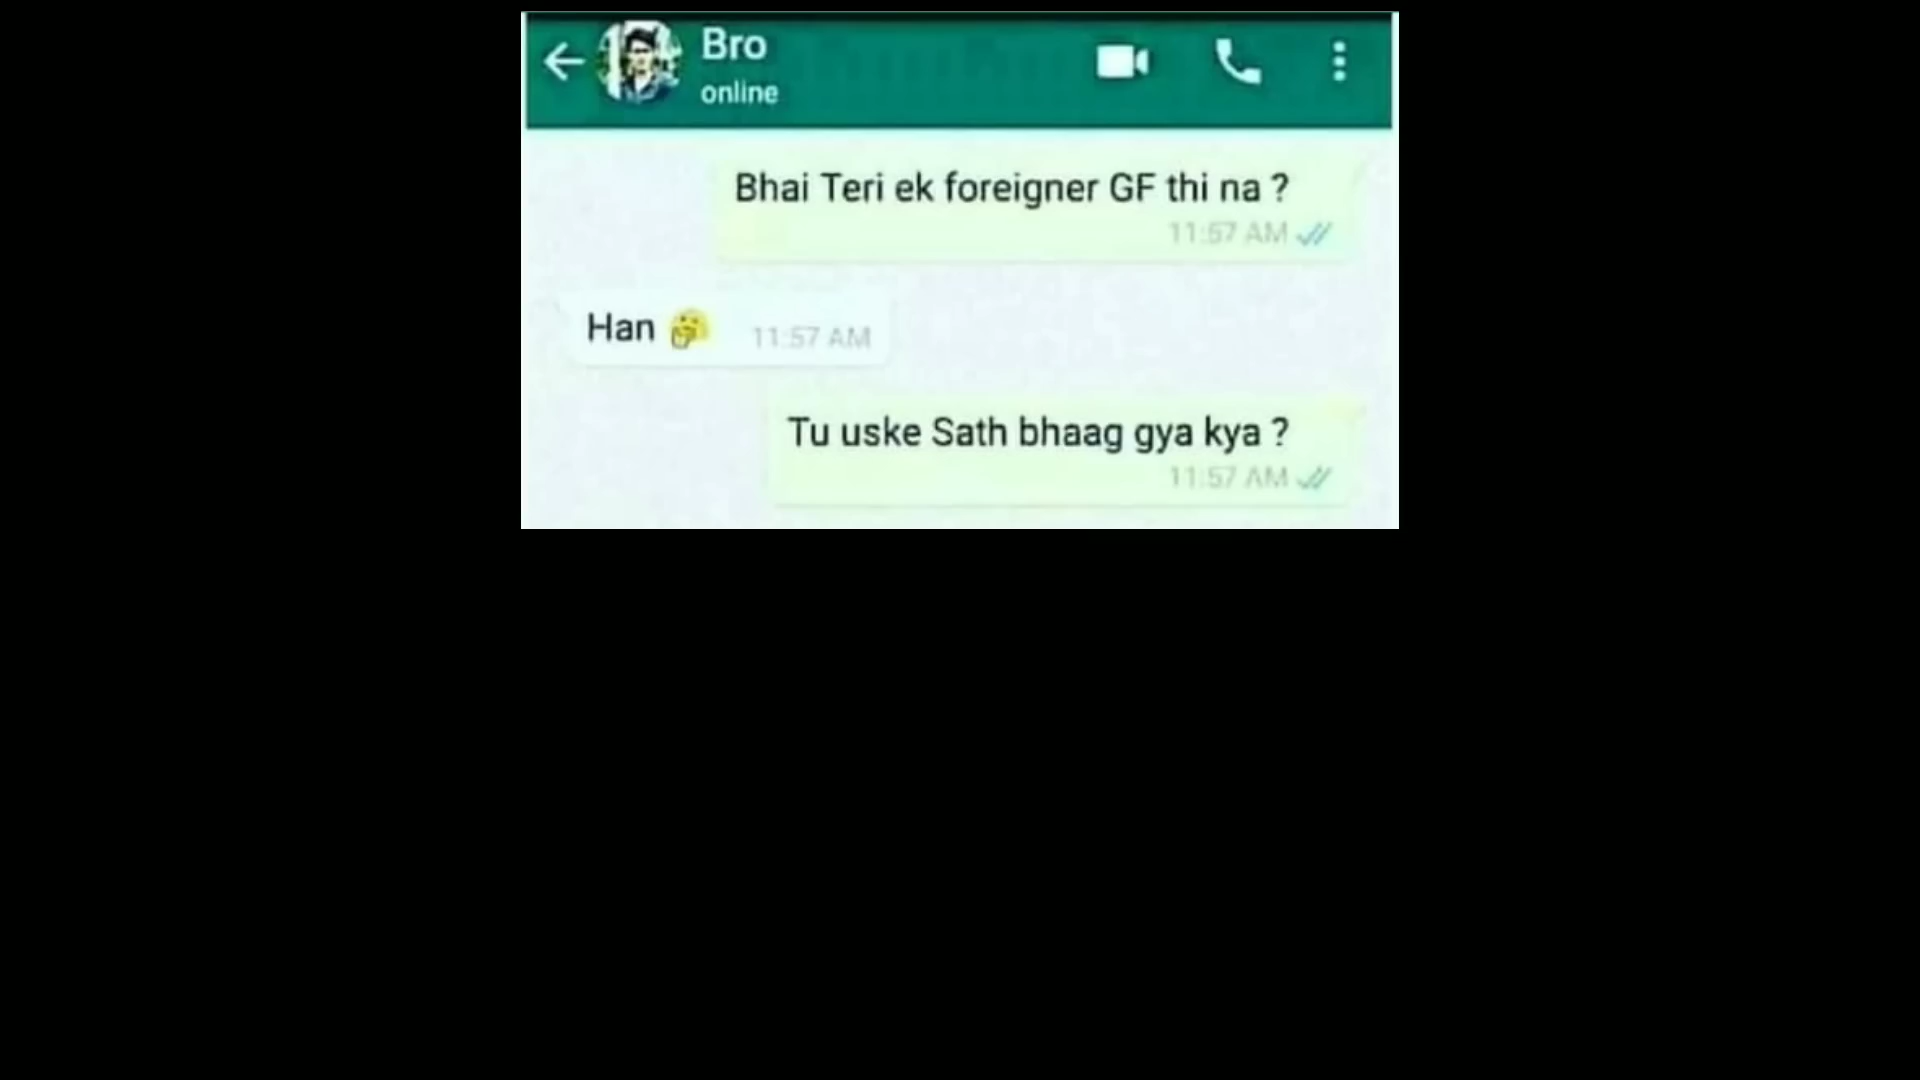 Bro
online
Bhai Teri ek foreigner GF thi na ?
11:57 AM
Han 🤔
11:57 AM
Tu uske Sath bhaag gya kya ?
11:57 AM